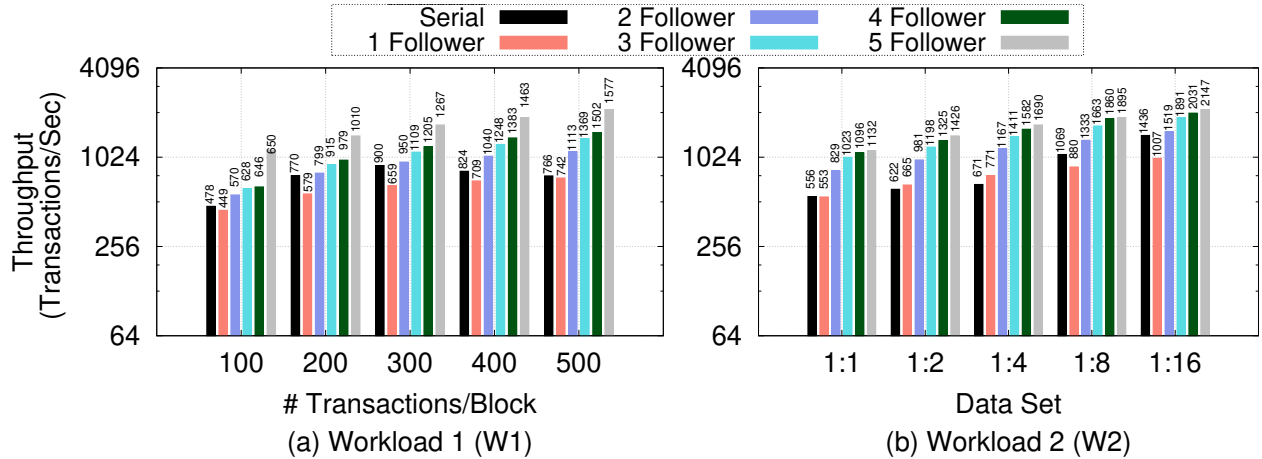 Serial 2 Follower 4 Follower
1 Follower 3 Follower 5 Follower
Throughput
(Transactions/Sec)
4096
1024
256
64
478 449 570 628 646 650
770 579 799 915 979 1010
900 659 950 1109 1205 1267
824 709 1040 1248 1383 1463
766 742 1113 1369 1502 1577
100 200 300 400 500
# Transactions/Block
(a) Workload 1 (W1)
4096
1024
256
64
556 553 829 1023 1096 1132
622 665 981 1198 1325 1426
671 771 1167 1411 1582 1690
1069 880 1333 1663 1860 1895
1436 1007 1519 1891 2031 2147
1:1 1:2 1:4 1:8 1:16
Data Set
(b) Workload 2 (W2)